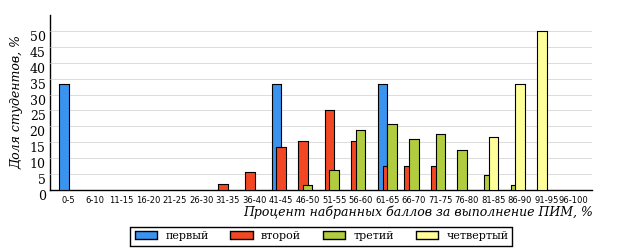 Доля студентов, %
50
45
40
35
30
25
20
15
10
5
0
0-5 6-10 11-15 16-20 21-25 26-30 31-35 36-40 41-45 46-50 51-55 56-60 61-65 66-70 71-75 76-80 81-85 86-90 91-95 96-100
Процент набранных баллов за выполнение ПИМ, %
первый второй третий четвертый